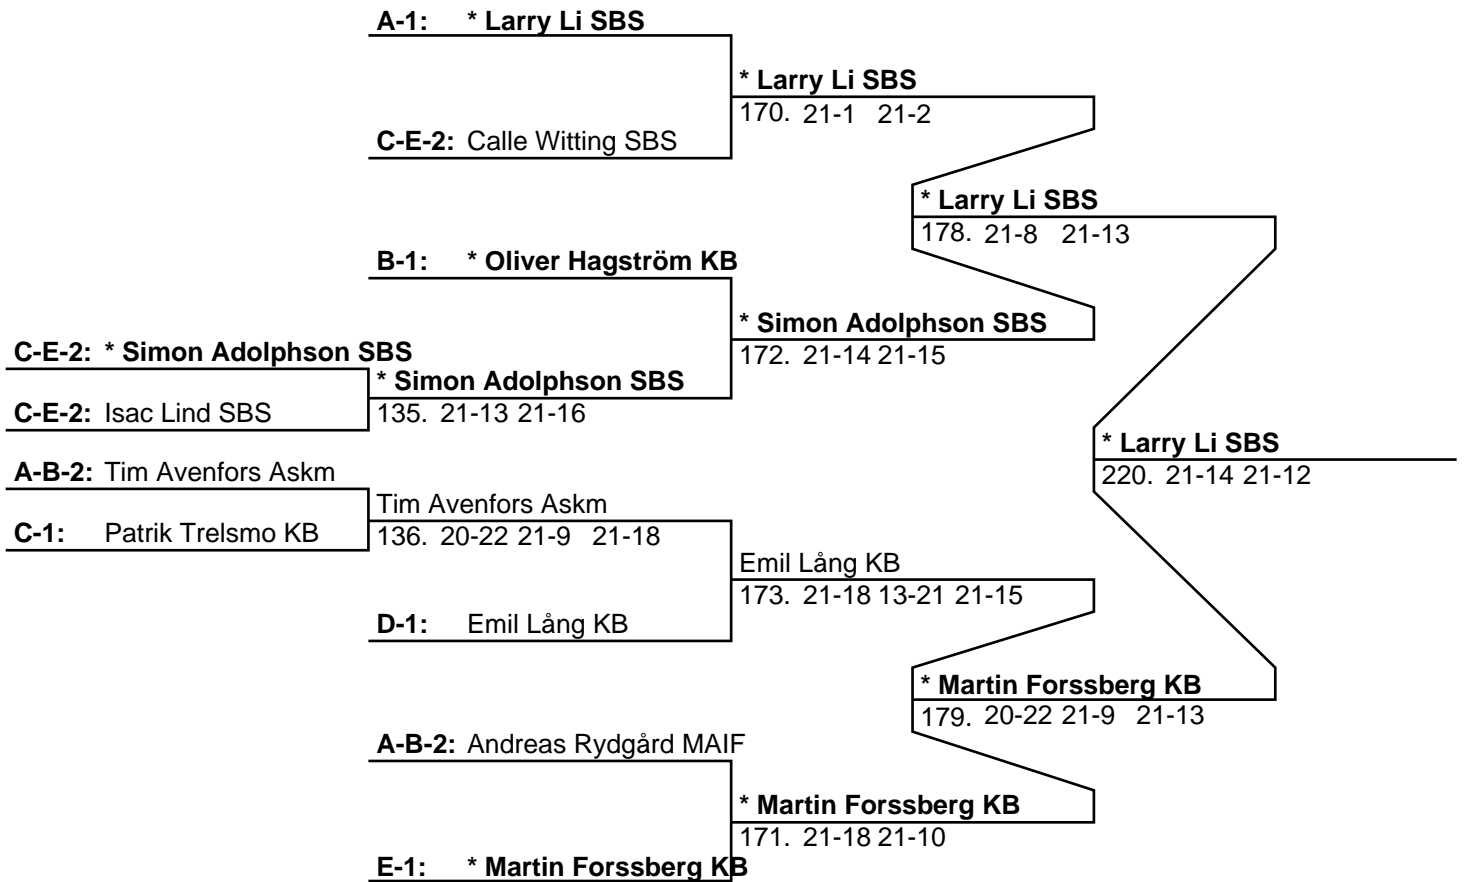 A-1: * Larry Li SBS
* Larry Li SBS
170. 21-1 21-2
C-E-2: Calle Witting SBS
* Larry Li SBS
178. 21-8 21-13
B-1: * Oliver Hagström KB
* Simon Adolphson SBS
172. 21-14 21-15
C-E-2: * Simon Adolphson SBS
* Simon Adolphson SBS
135. 21-13 21-16
C-E-2: Isac Lind SBS
* Larry Li SBS
220. 21-14 21-12
A-B-2: Tim Avenfors Askm
Tim Avenfors Askm
136. 20-22 21-9 21-18
C-1: Patrik Trelsmo KB
Emil Lång KB
173. 21-18 13-21 21-15
D-1: Emil Lång KB
* Martin Forssberg KB
179. 20-22 21-9 21-13
A-B-2: Andreas Rydgård MAIF
* Martin Forssberg KB
171. 21-18 21-10
E-1: * Martin Forssberg KB